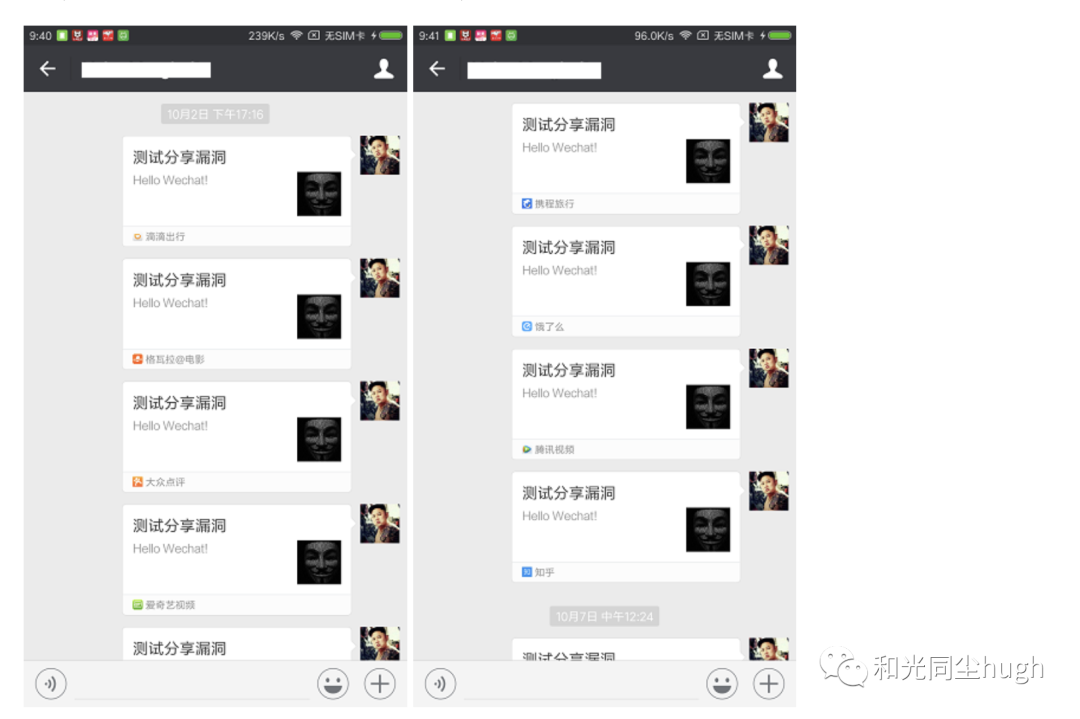 9:40 239K/s 无SIM卡
10月2日 下午17:16
测试分享漏洞
Hello Wechat!
滴滴出行
测试分享漏洞
Hello Wechat!
格瓦拉@电影
测试分享漏洞
Hello Wechat!
大众点评
测试分享漏洞
Hello Wechat!
爱奇艺视频
测试分享漏洞
9:41 96.0K/s 无SIM卡
测试分享漏洞
Hello Wechat!
携程旅行
测试分享漏洞
Hello Wechat!
饿了么
测试分享漏洞
Hello Wechat!
腾讯视频
测试分享漏洞
Hello Wechat!
知乎
10月7日 中午12:24
测试分享漏洞
和光同尘hugh